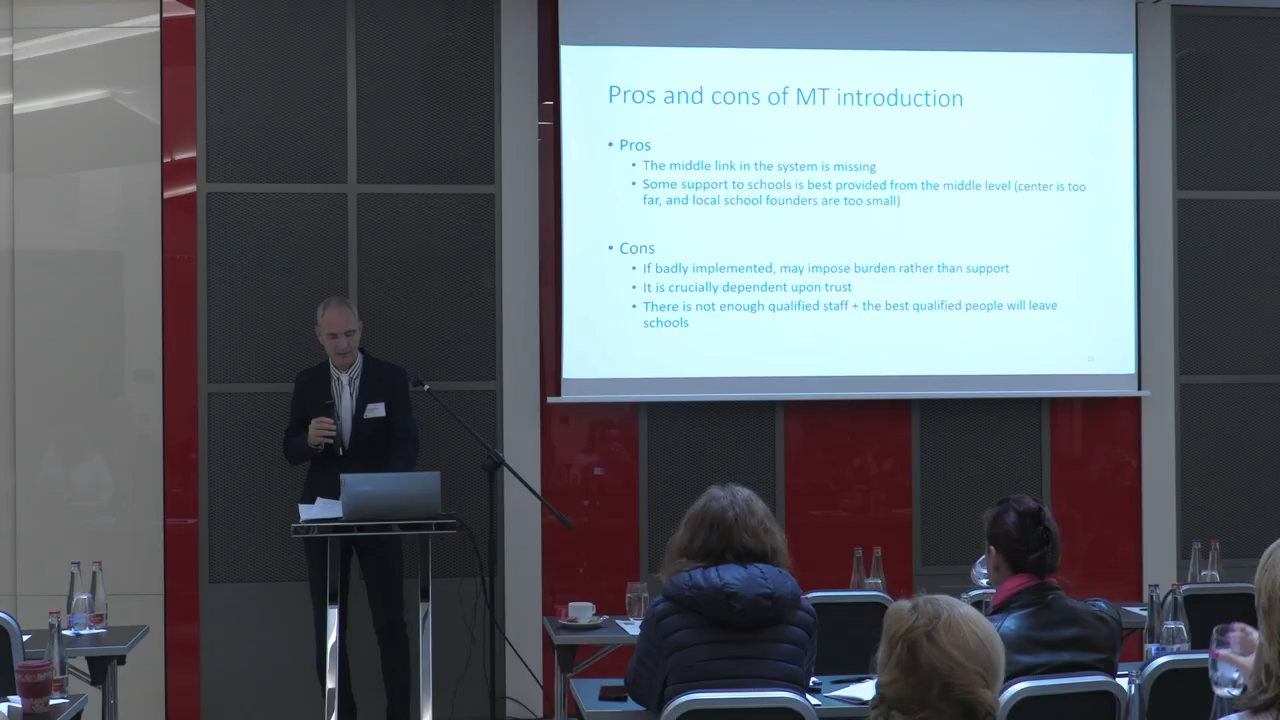 Pros and cons of MT introduction
• Pros
• The middle link in the system is missing
• Some support to schools is best provided from the middle level (center is too
far, and local school founders are too small)
• Cons
• If badly implemented, may impose burden rather than support
• It is crucially dependent upon trust
• There is not enough qualified staff + the best qualified people will leave
schools